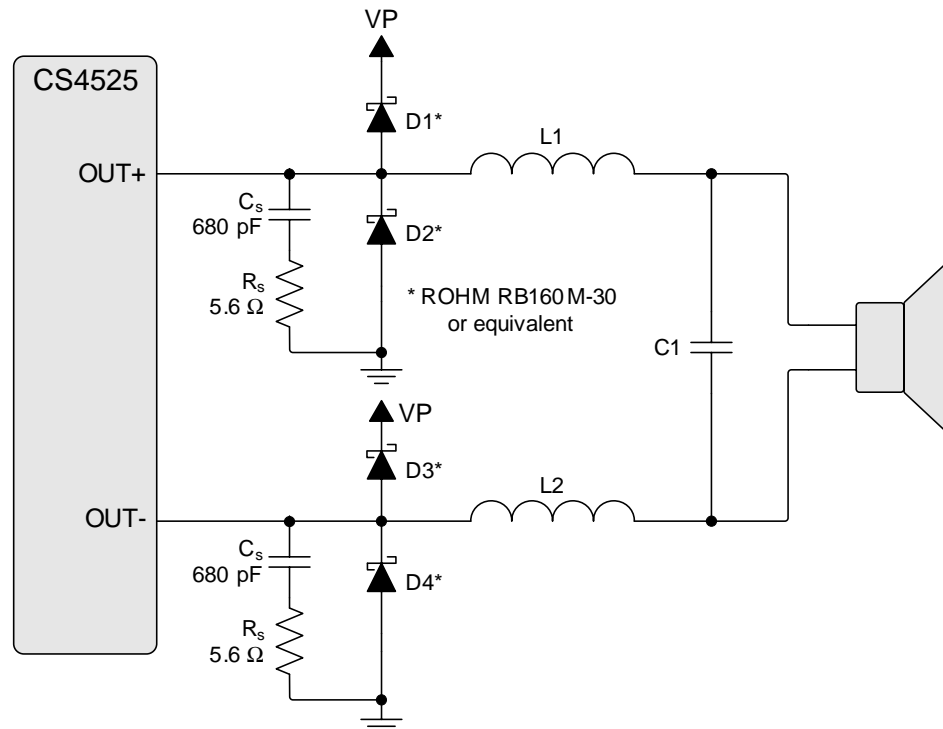 VP
CS4525
D1*
L1
OUT+
Cs
680 pF
D2*
Rs
5.6 Ω
* ROHM RB160M-30
or equivalent
C1
VP
D3*
L2
OUT-
Cs
680 pF
D4*
Rs
5.6 Ω